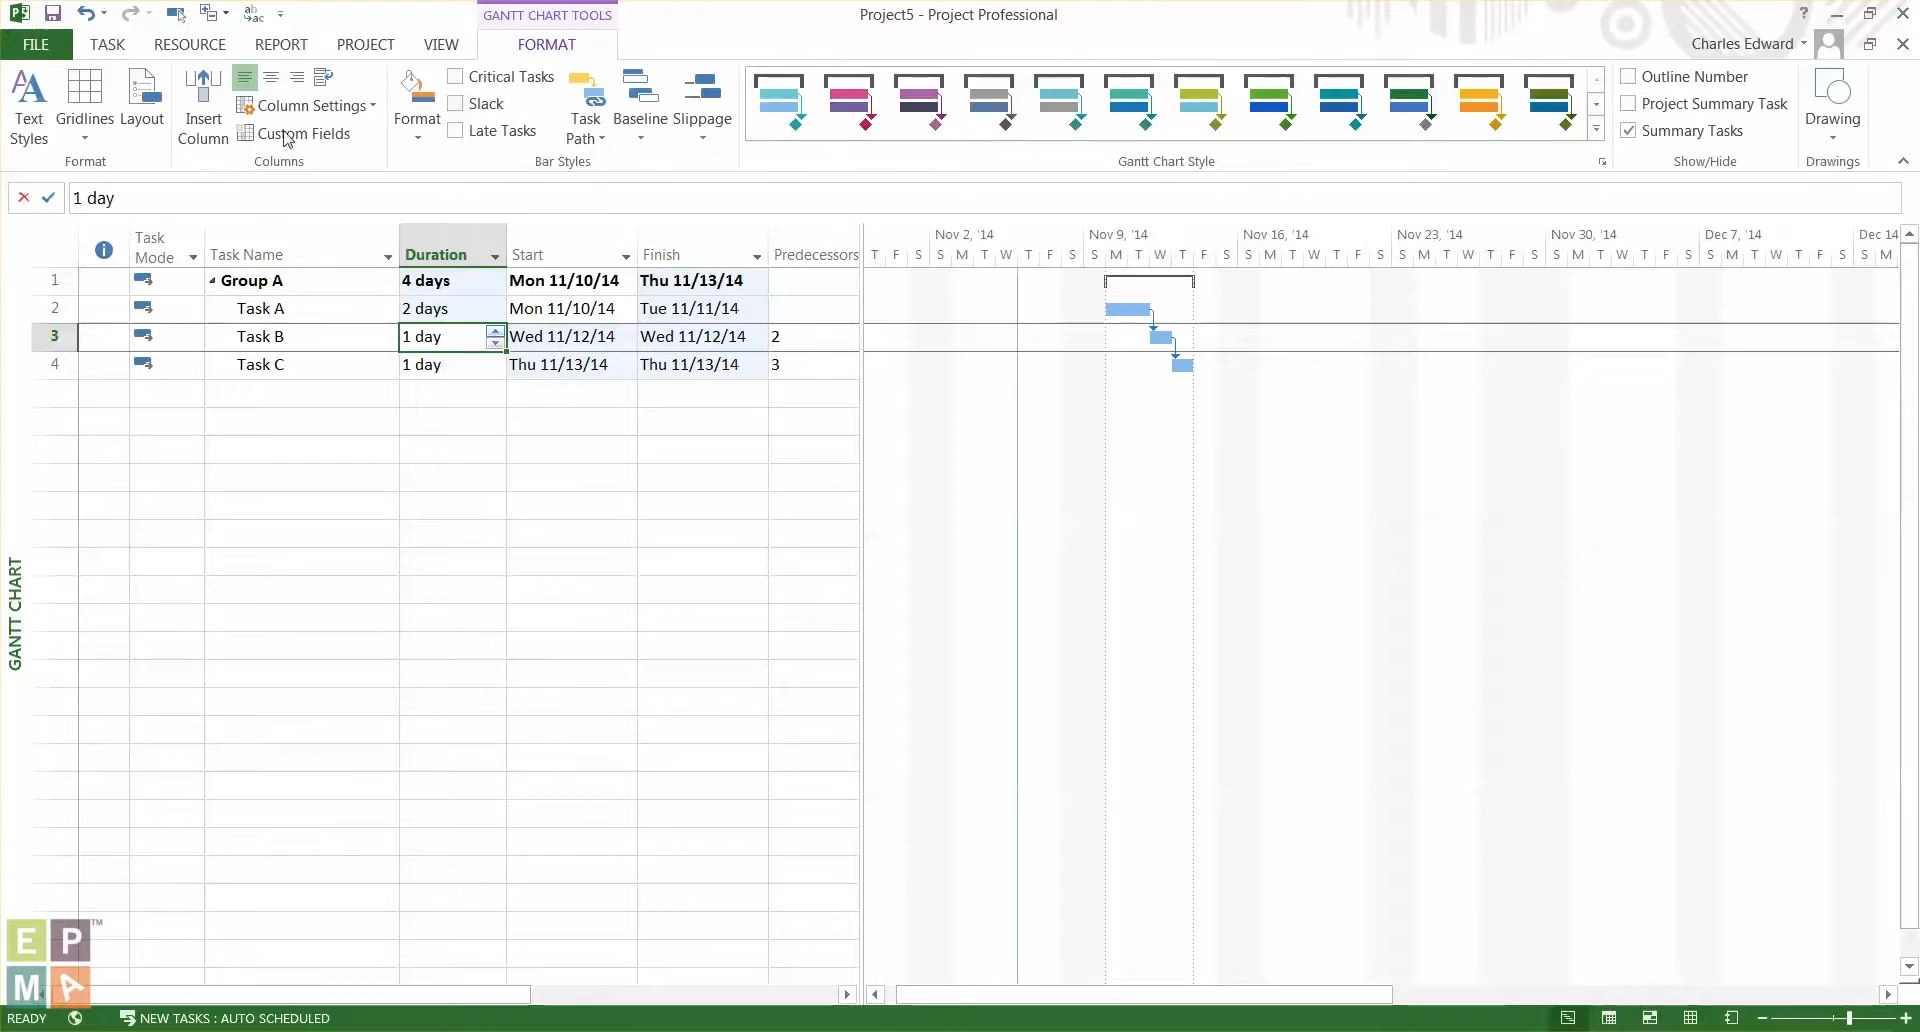 GANTT CHART TOOLS
Project5 - Project Professional
FILE TASK RESOURCE REPORT PROJECT VIEW FORMAT
Charles Edward
Text Styles
Gridlines
Layout
Format
Insert Column
Column Settings
Custom Fields
Columns
Format
Critical Tasks
Slack
Late Tasks
Task Path
Baseline
Slippage
Bar Styles
Gantt Chart Style
Outline Number
Project Summary Task
Summary Tasks
Show/Hide
Drawing
Drawings
1 day
Task Mode Task Name Duration Start Finish Predecessors
Nov 2, '14 Nov 9, '14 Nov 16, '14 Nov 23, '14 Nov 30, '14 Dec 7, '14 Dec 14
T F S S M T W T F S S M T W T F S S M T W T F S S M T W T F S S M T W T F S S M T W T F S S M
1 Group A 4 days Mon 11/10/14 Thu 11/13/14
2 Task A 2 days Mon 11/10/14 Tue 11/11/14
3 Task B 1 day Wed 11/12/14 Wed 11/12/14 2
4 Task C 1 day Thu 11/13/14 Thu 11/13/14 3
GANTT CHART
E P ™
M A
READY NEW TASKS : AUTO SCHEDULED